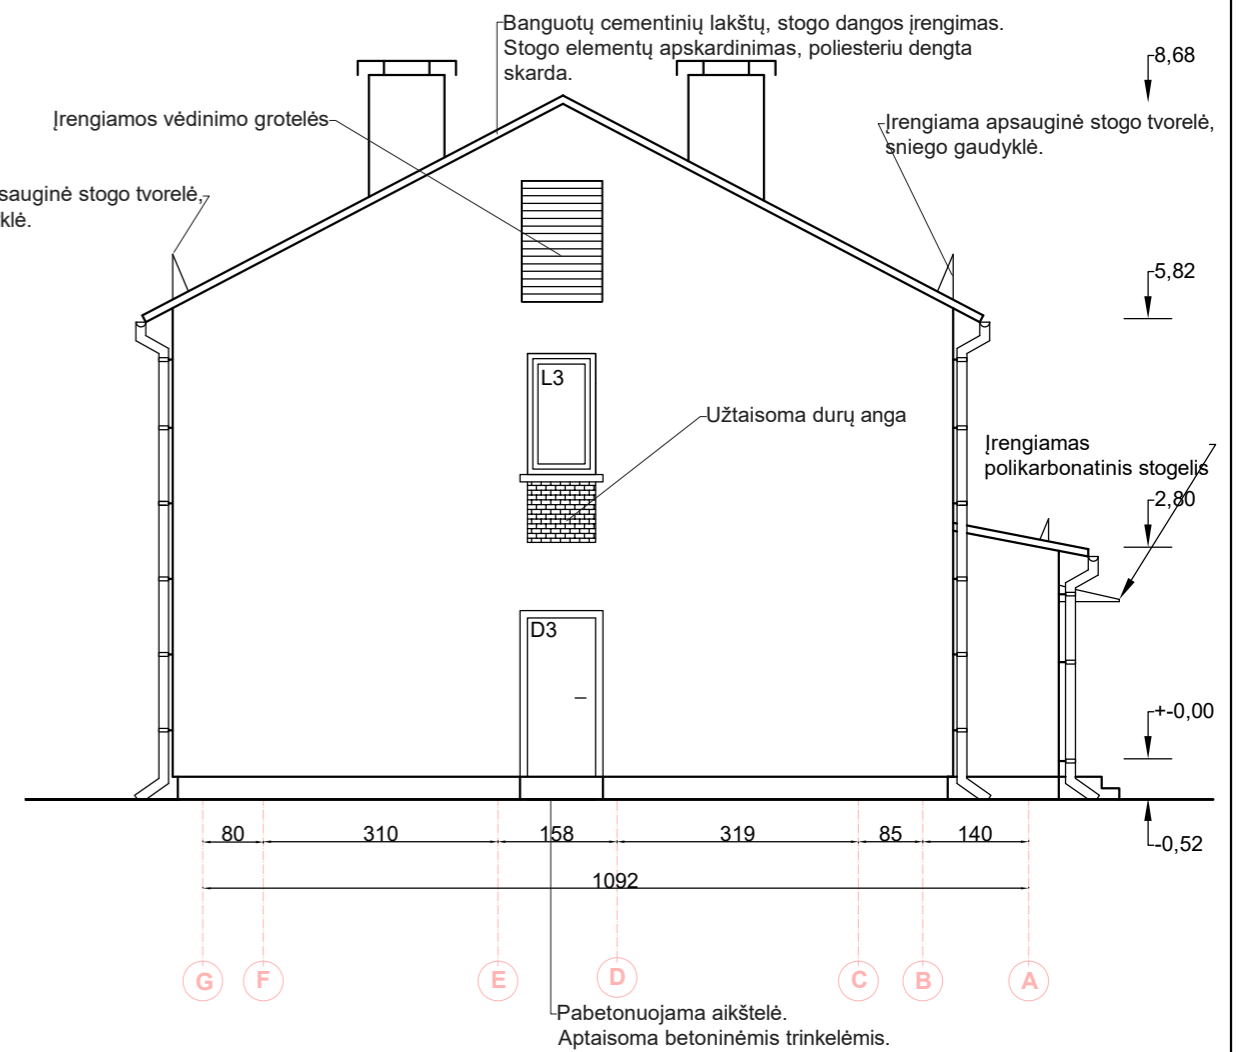 Banguotų cementinių lakštų, stogo dangos įrengimas.
Stogo elementų apskardinimas, poliesteriu dengta
skarda.
8,68
Įrengiamos vėdinimo grotelės
Įrengiama apsauginė stogo tvorelė,
sniego gaudyklė.
sauginė stogo tvorelė,
klė.
5,82
L3
Užtaisoma durų anga
Įrengiamas
polikarbonatinis stogelis
2,80
D3
+-0,00
80 310 158 319 85 140
-0,52
1092
G F E D C B A
Pabetonuojama aikštelė.
Aptaisoma betoninėmis trinkelėmis.